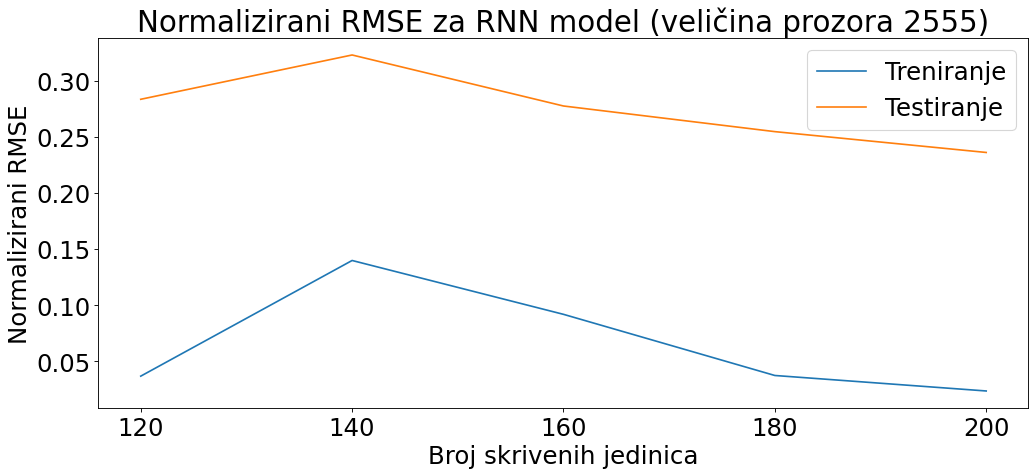 Normalizirani RMSE za RNN model (veličina prozora 2555)
Treniranje
Testiranje
Normalizirani RMSE
0.30
0.25
0.20
0.15
0.10
0.05
120 140 160 180 200
Broj skrivenih jedinica